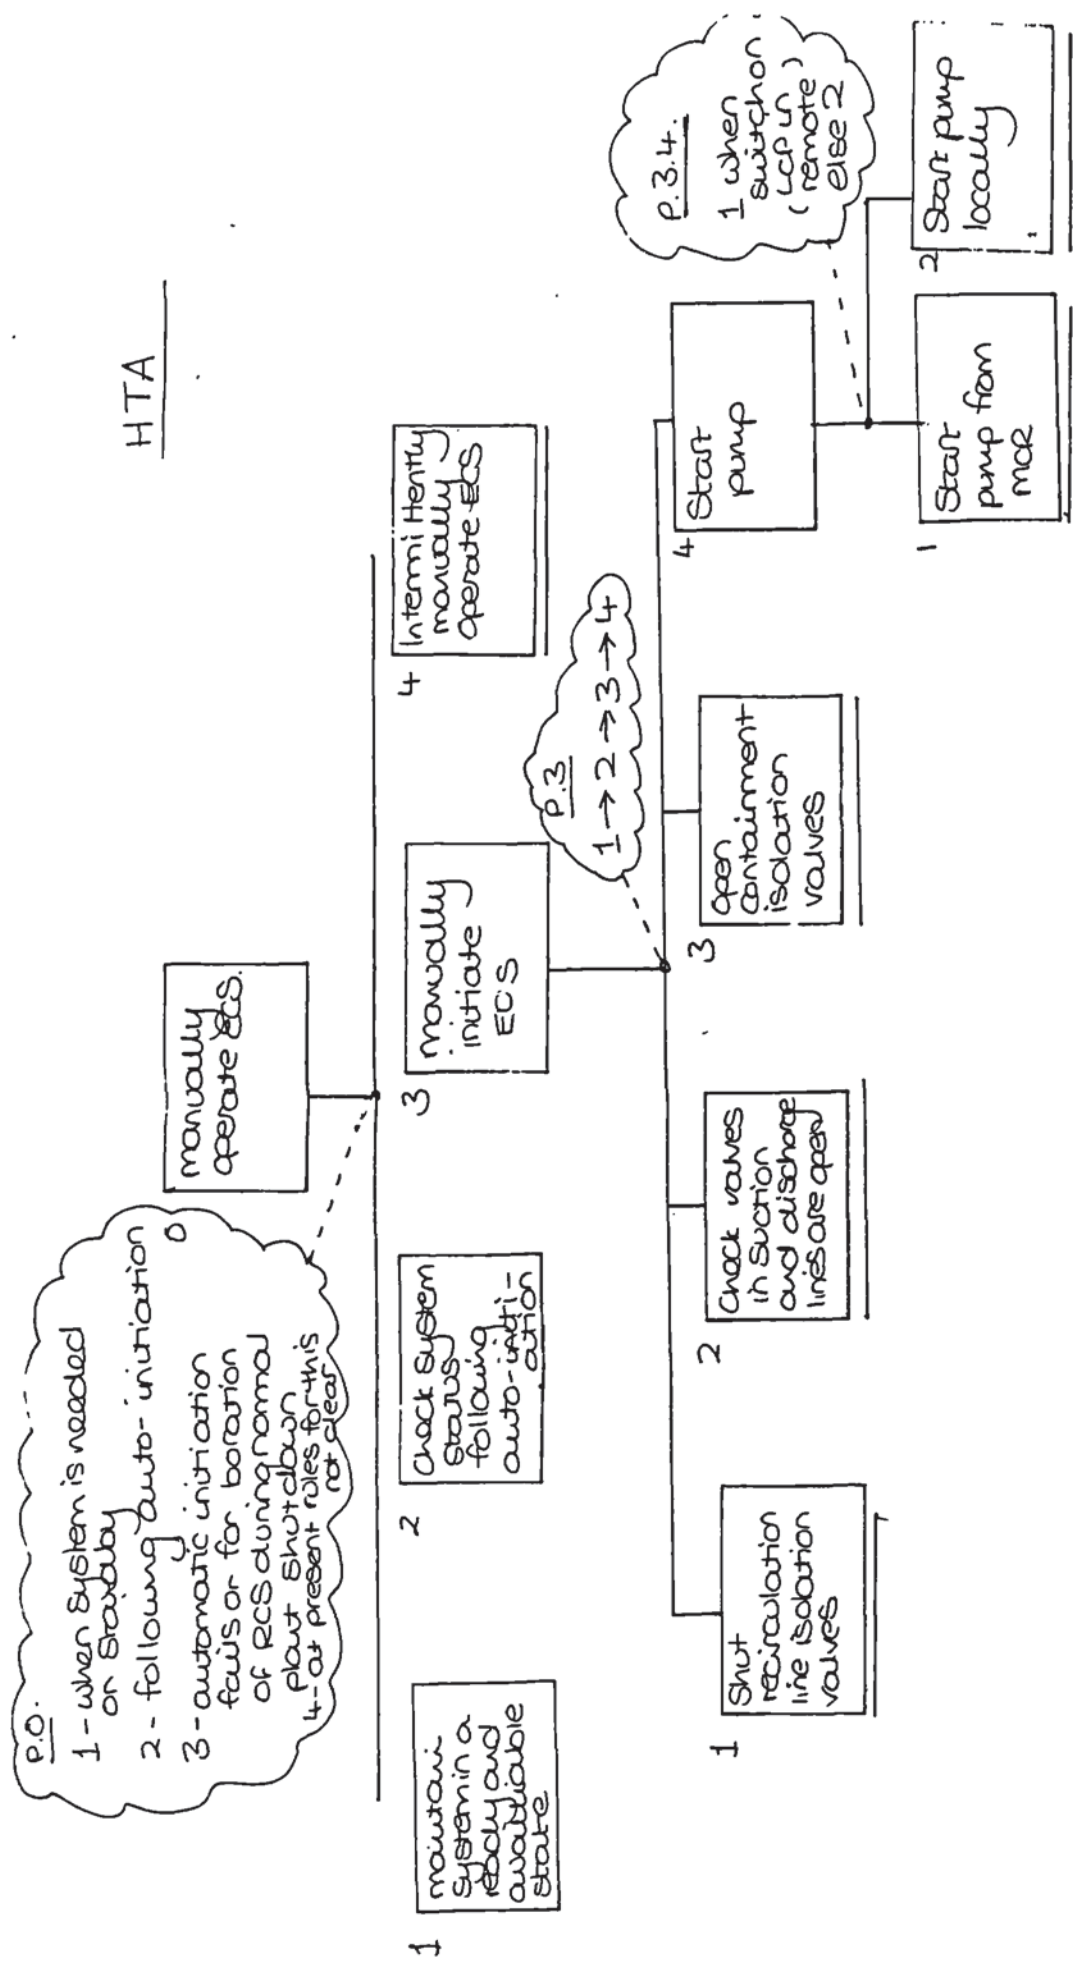 HTA
P.O.
1 - when system is needed
on standby
2 - following auto-initiation
3 - automatic initiation
fails or for boration
of RCS during normal
plant shutdown
4 - at present rules for this
not clear
0
manually
operate ECS.
1
maintain
system in a
ready and
available
state
2
Check system
status
following
auto-initi-
ation
3
manually
initiate
ECS
4
Intermittently
manually
operate ECS
P.3
1 → 2 → 3 → 4
1
Shut
recirculation
line isolation
valves
2
Check valves
in suction
and discharge
lines are open
3
Open
containment
isolation
valves
4
Start
pump
P.3.4.
1 when
switch on
(LCP in
(remote)
else 2
1
Start
pump from
MCR
2
Start pump
locally